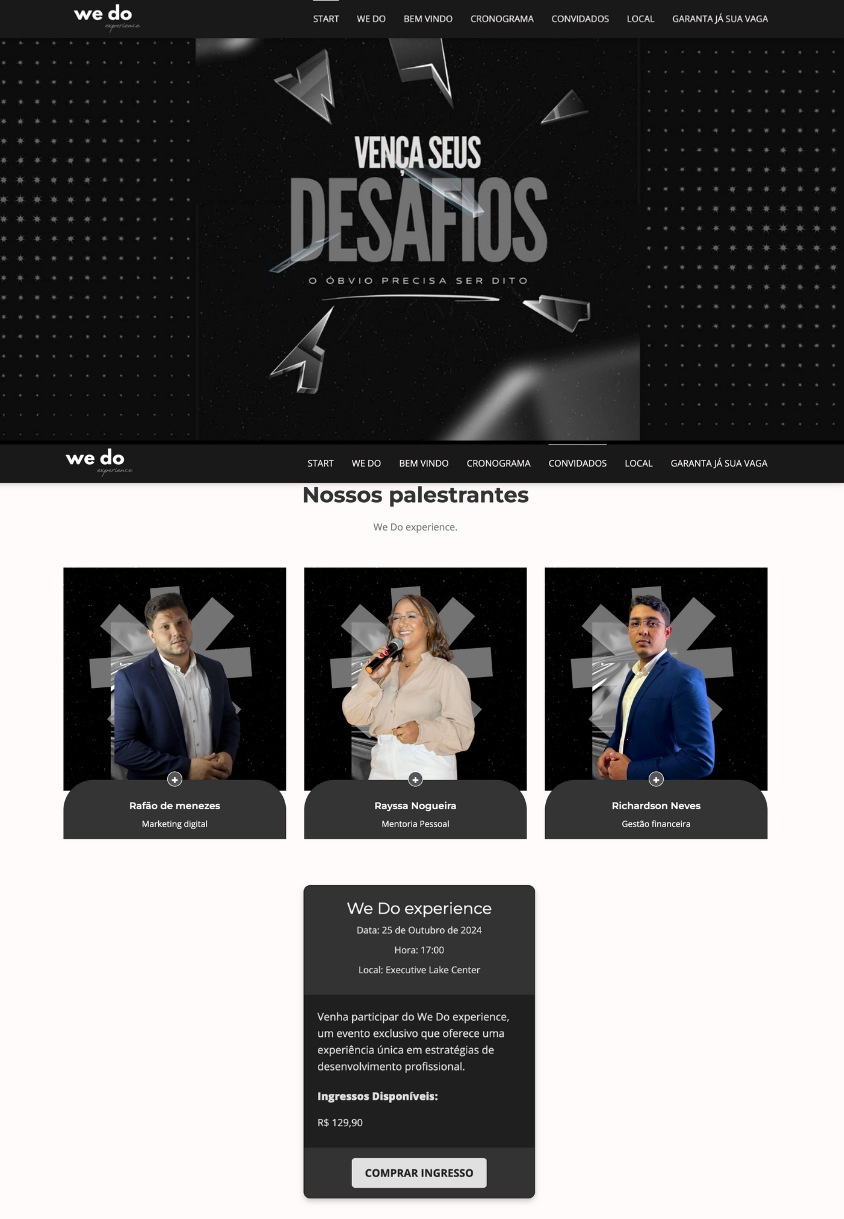 we do
experience
START WE DO BEM VINDO CRONOGRAMA CONVIDADOS LOCAL GARANTA JÁ SUA VAGA
VENÇA SEUS
DESAFIOS
O ÓBVIO PRECISA SER DITO
we do
experience
START WE DO BEM VINDO CRONOGRAMA CONVIDADOS LOCAL GARANTA JÁ SUA VAGA
Nossos palestrantes
We Do experience.
Rafão de menezes
Marketing digital
Rayssa Nogueira
Mentoria Pessoal
Richardson Neves
Gestão financeira
We Do experience
Data: 25 de Outubro de 2024
Hora: 17:00
Local: Executive Lake Center
Venha participar do We Do experience,
um evento exclusivo que oferece uma
experiência única em estratégias de
desenvolvimento profissional.
Ingressos Disponíveis:
R$ 129,90
COMPRAR INGRESSO